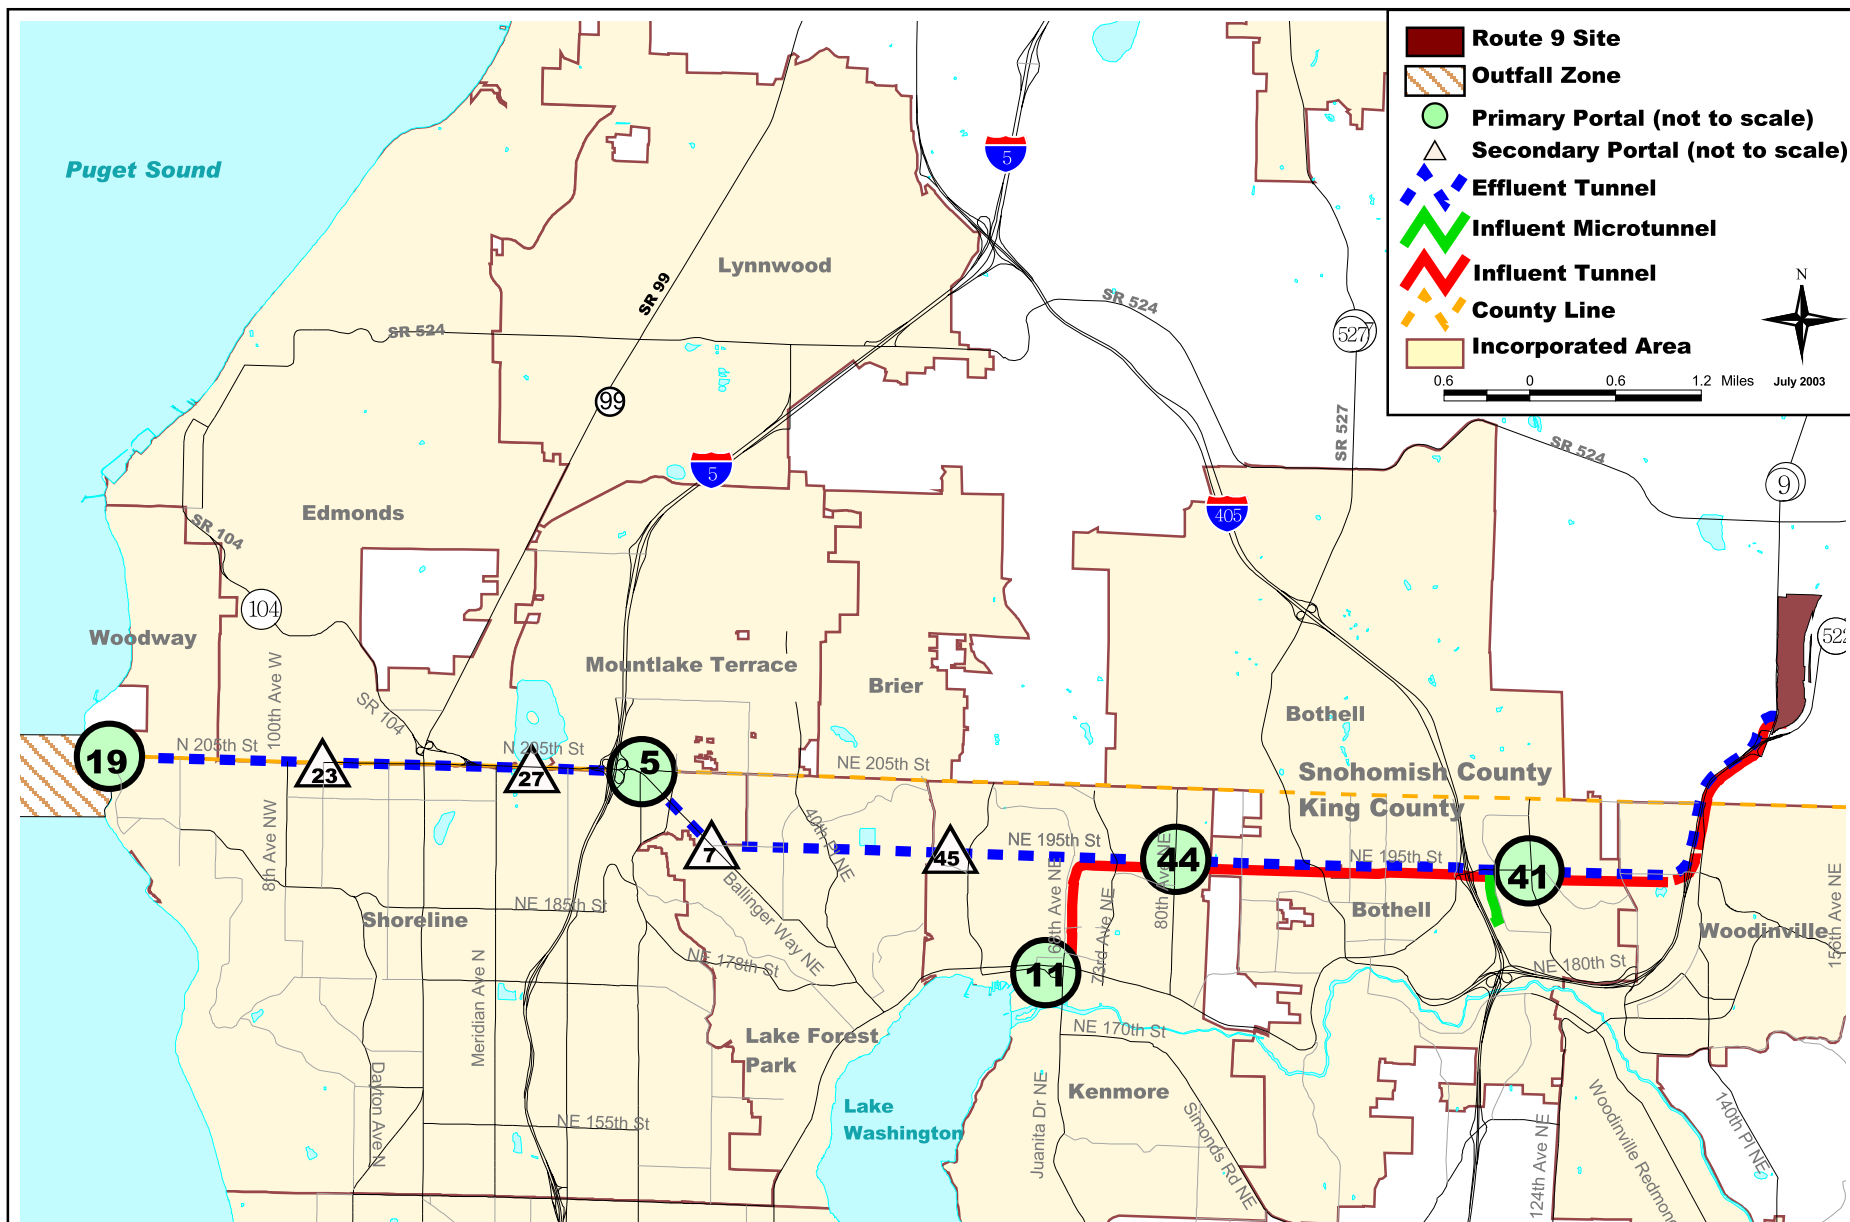 Route 9 Site
Outfall Zone
Primary Portal (not to scale)
Secondary Portal (not to scale)
Effluent Tunnel
Influent Microtunnel
Influent Tunnel
County Line
Incorporated Area
N
0.6 0 0.6 1.2 Miles July 2003
Puget Sound
5
Lynnwood
SR 99
SR 524
SR 524
527
99
SR 527
SR 524
5
9
Edmonds
SR 104
405
104
522
Woodway
Mountlake Terrace
Brier
100th Ave W
SR 104
Bothell
N 205th St
N 205th St
19
23
27
5
NE 205th St
Snohomish County
King County
8th Ave NW
7
40th Pl NE
45
NE 195th St
44
NE 195th St
41
68th Ave NE
73rd Ave NE
80th Ave NE
Ballinger Way NE
NE 185th St
Shoreline
Bothell
Woodinville
156th Ave NE
NE 178th St
11
NE 180th St
Meridian Ave N
NE 170th St
Lake Forest
Park
Dayton Ave N
Kenmore
Lake
Washington
Juanita Dr NE
Simonds Rd NE
NE 155th St
124th Ave NE
Woodinville Redmond
140th Pl NE